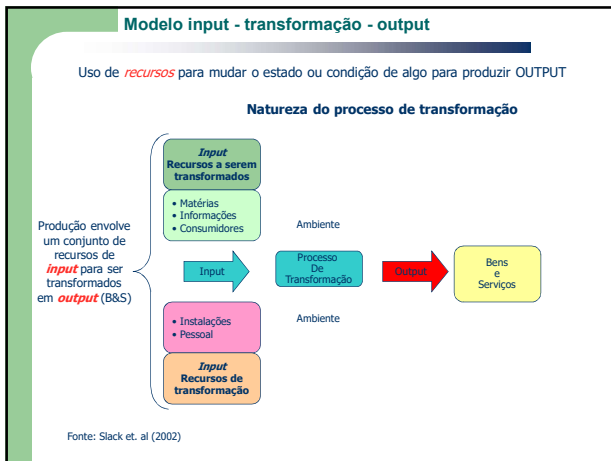 Modelo input - transformação - output
Uso de recursos para mudar o estado ou condição de algo para produzir OUTPUT
Natureza do processo de transformação
Produção envolve
um conjunto de
recursos de
input para ser
transformados
em output (B&S)
Input
Recursos a serem
transformados
• Matérias
• Informações
• Consumidores
Ambiente
Input
Processo
De
Transformação
Output
Bens
e
Serviços
Ambiente
• Instalações
• Pessoal
Input
Recursos de
transformação
Fonte: Slack et. al (2002)